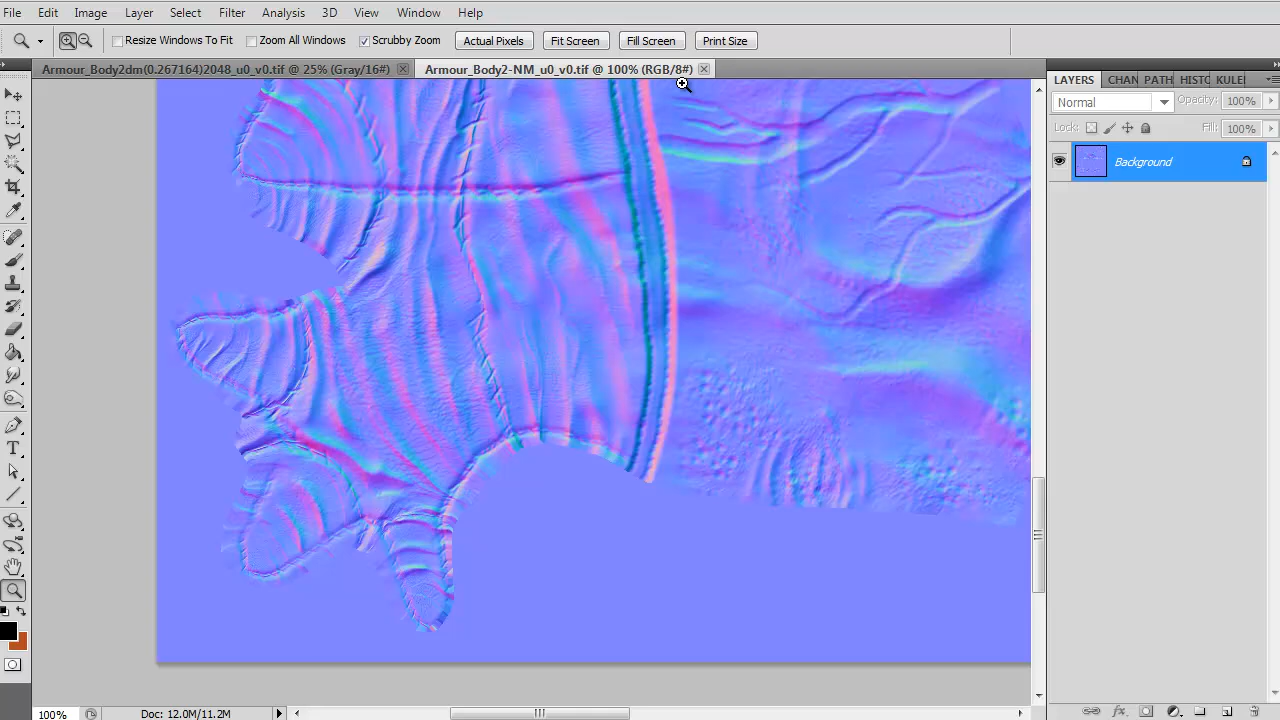 File Edit Image Layer Select Filter Analysis 3D View Window Help
Resize Windows To Fit Zoom All Windows Scrubby Zoom Actual Pixels Fit Screen Fill Screen Print Size
Armour_Body2dm(0.267164)2048_u0_v0.tif @ 25% (Gray/16#) Armour_Body2-NM_u0_v0.tif @ 100% (RGB/8#)
LAYERS CHAN PATH HISTO KULEI
Normal Opacity: 100%
Lock: Fill: 100%
Background
100% Doc: 12.0M/11.2M